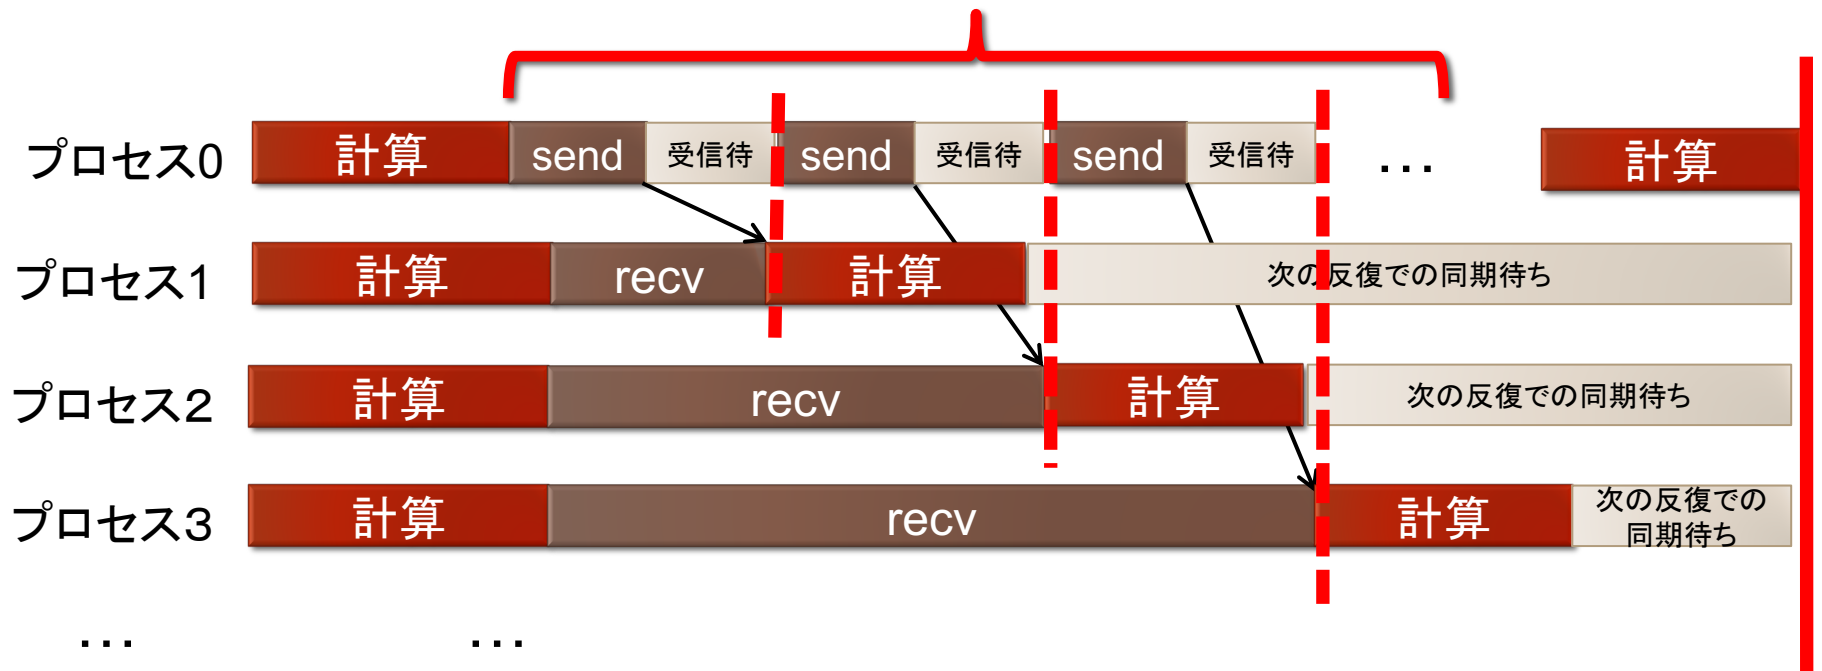 プロセス0 計算 send 受信待 send 受信待 send 受信待 … 計算
プロセス1 計算 recv 計算 次の反復での同期待ち
プロセス2 計算 recv 計算 次の反復での同期待ち
プロセス3 計算 recv 計算 次の反復での
同期待ち
… …